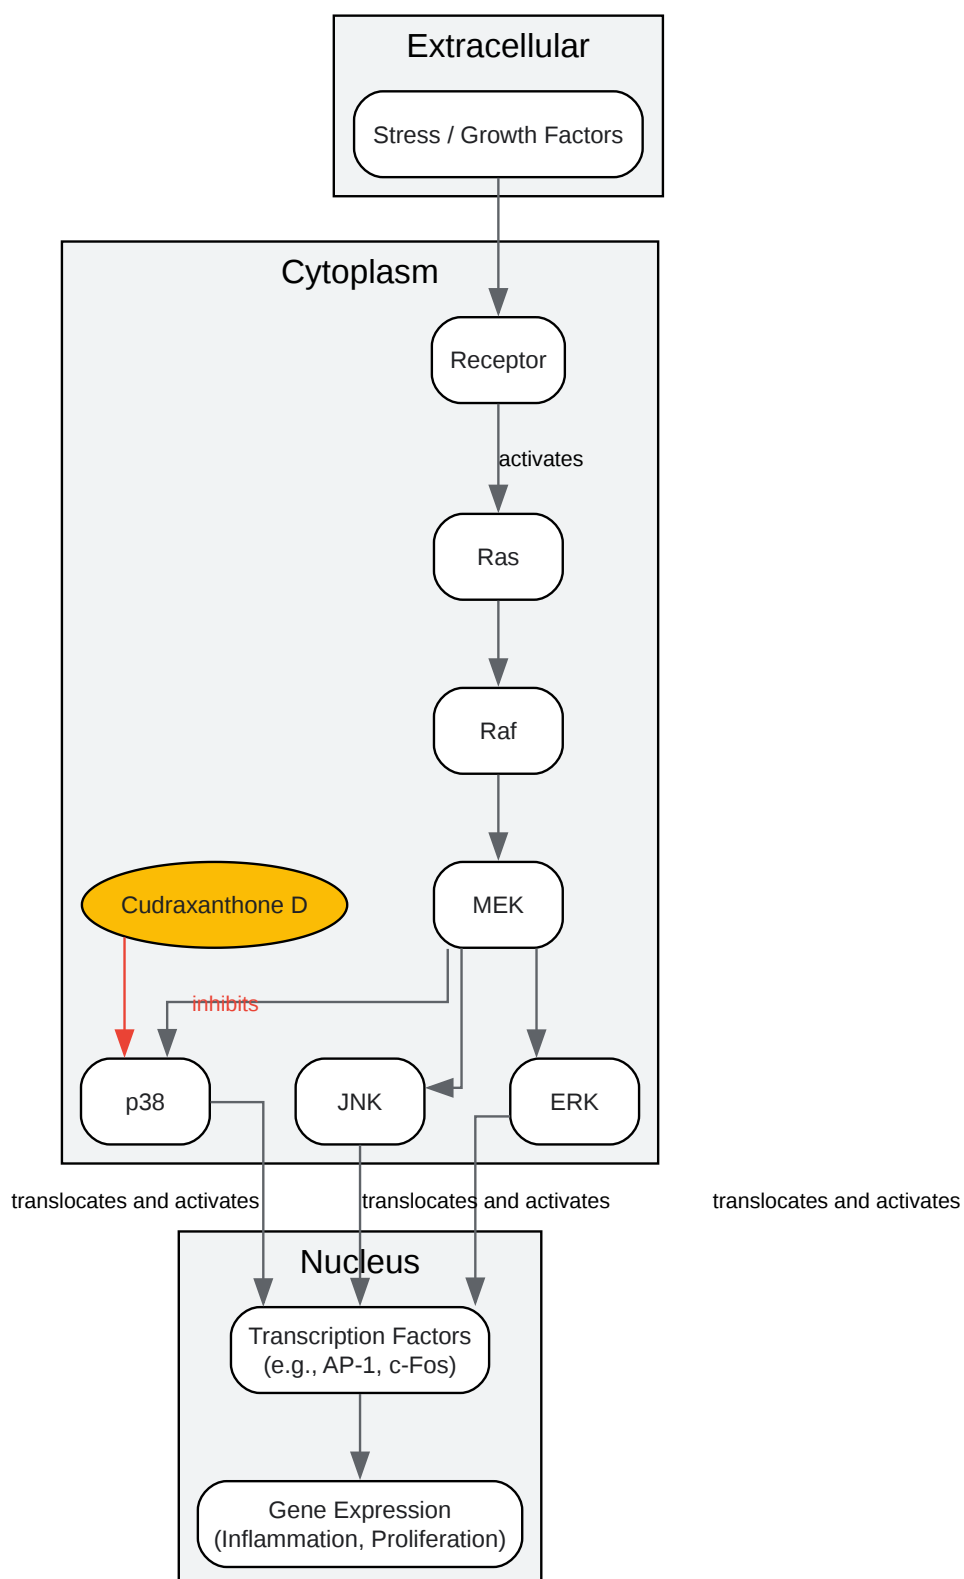 Extracellular
Stress / Growth Factors
Cytoplasm
Receptor
activates
Ras
Raf
Cudraxanthone D
MEK
inhibits
p38
JNK
ERK
translocates and activates
translocates and activates
translocates and activates
Nucleus
Transcription Factors
(e.g., AP-1, c-Fos)
Gene Expression
(Inflammation, Proliferation)